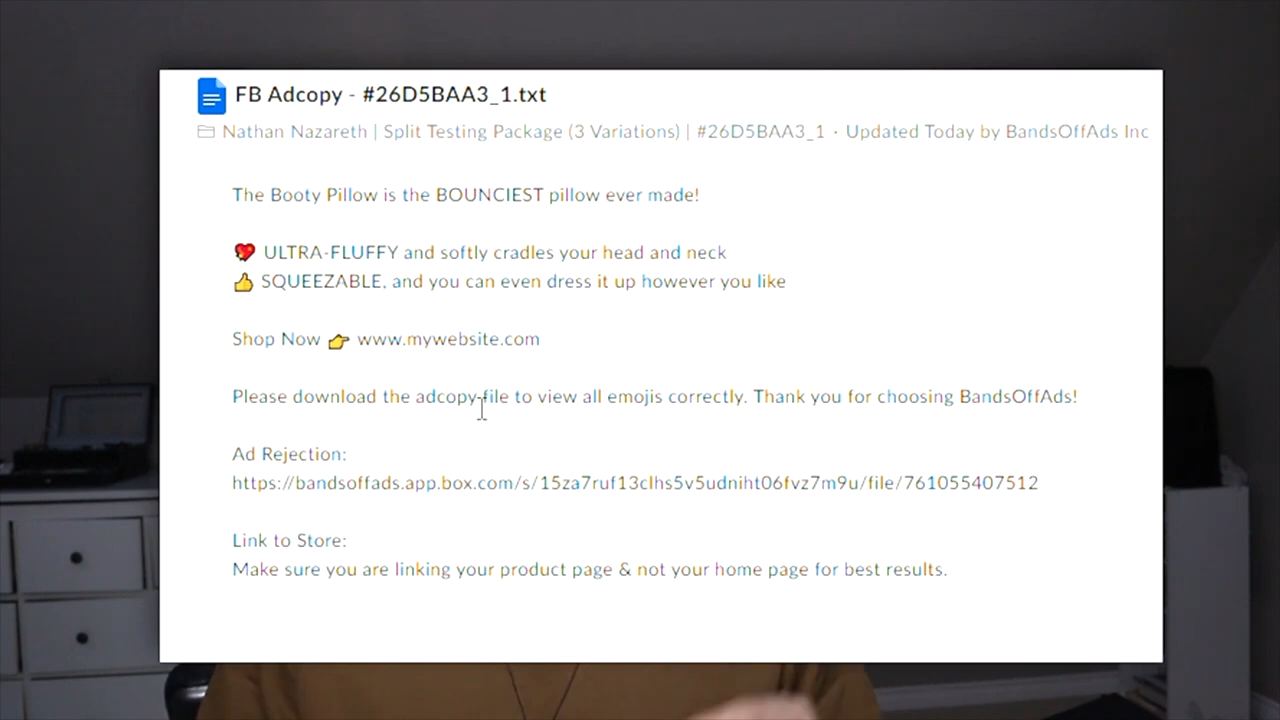 FB Adcopy - #26D5BAA3_1.txt
Nathan Nazareth | Split Testing Package (3 Variations) | #26D5BAA3_1 · Updated Today by BandsOffAds Inc
The Booty Pillow is the BOUNCIEST pillow ever made!
💖 ULTRA-FLUFFY and softly cradles your head and neck
👍 SQUEEZABLE, and you can even dress it up however you like
Shop Now 👉 www.mywebsite.com
Please download the adcopy file to view all emojis correctly. Thank you for choosing BandsOffAds!
Ad Rejection:
https://bandsoffads.app.box.com/s/15za7ruf13clhs5v5udniht06fvz7m9u/file/761055407512
Link to Store:
Make sure you are linking your product page & not your home page for best results.